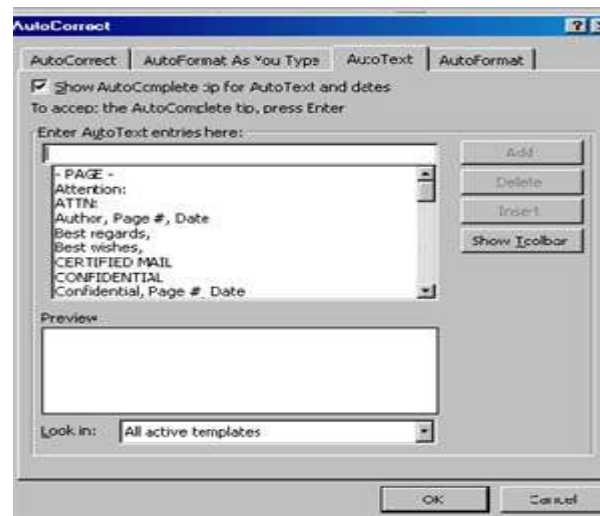 AutoCorrect
AutoCorrect AutoFormat As You Type AutoText AutoFormat
Show AutoComplete tip for AutoText and dates
To accept the AutoComplete tip, press Enter
Enter AutoText entries here:
Add
- PAGE -
Attention:
Delete
ATTN:
Author, Page #, Date
Insert
Best regards,
Best wishes,
Show Toolbar
CERTIFIED MAIL
CONFIDENTIAL
Confidential, Page #, Date
Preview
Look in: All active templates
OK Cancel